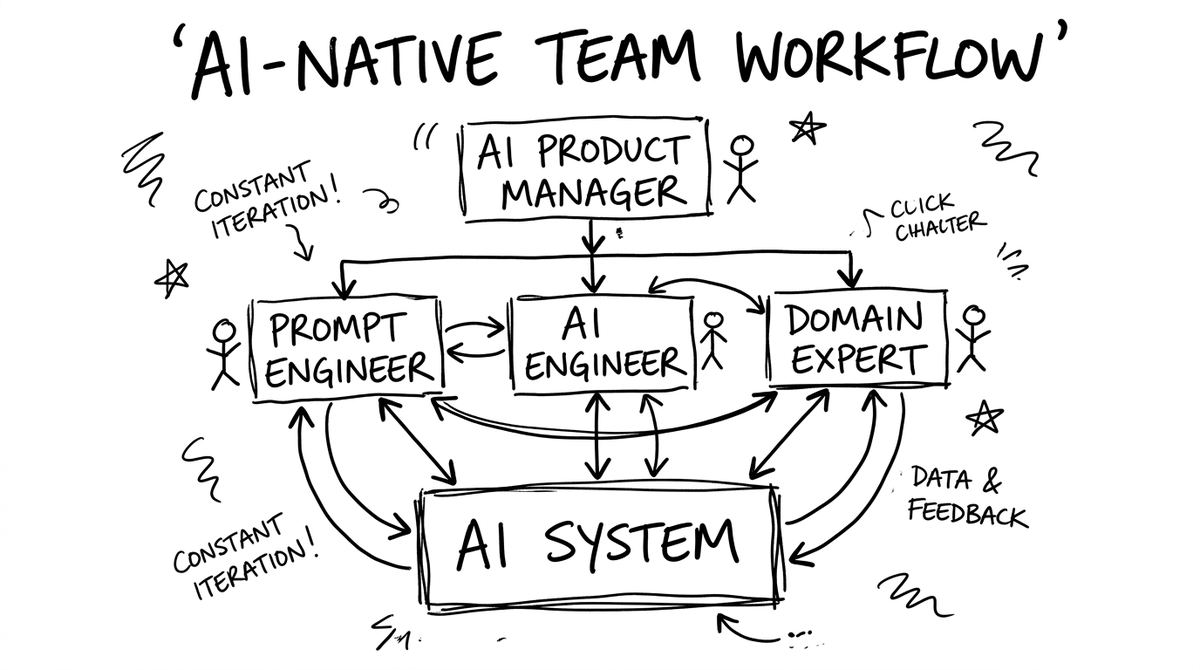 'AI-NATIVE TEAM WORKFLOW'
AI PRODUCT
MANAGER
CONSTANT
ITERATION!
CLICK
CHALCTER
PROMPT
ENGINEER
AI
ENGINEER
DOMAIN
EXPERT
DATA &
FEEDBACK
AI SYSTEM
CONSTANT
ITERATION!